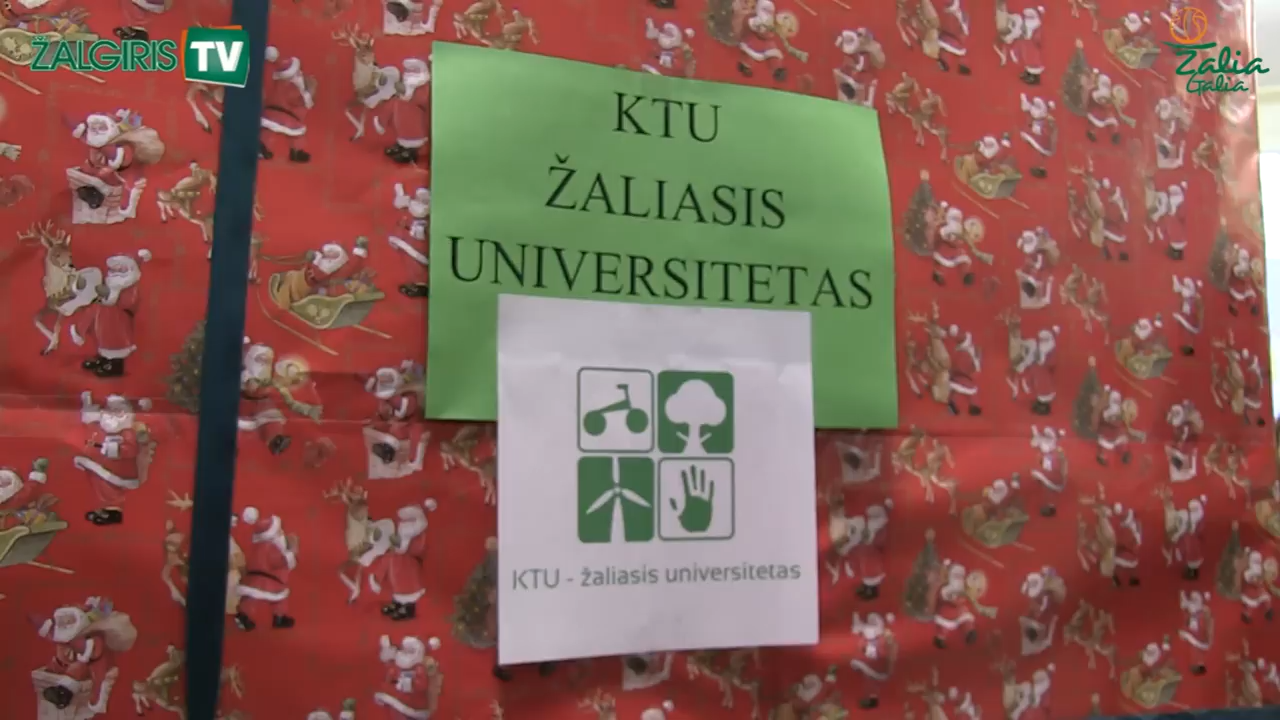 ŽALGIRIS TV
Žalia
Galia
KTU
ŽALIASIS
UNIVERSITETAS
KTU - žaliasis universitetas